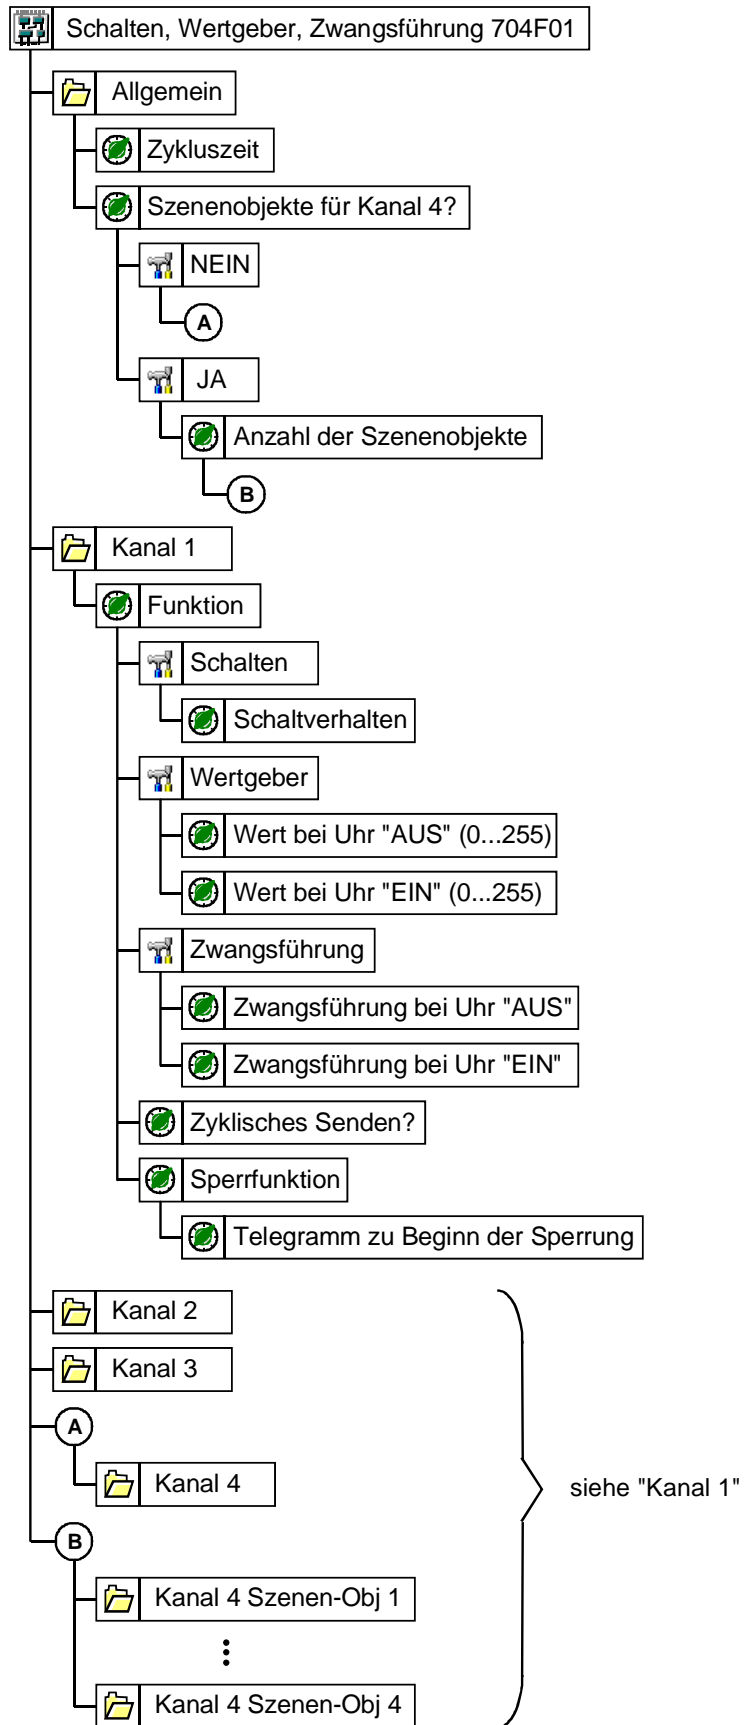 Schalten, Wertgeber, Zwangsführung 704F01
Allgemein
Zykluszeit
Szenenobjekte für Kanal 4?
NEIN
A
JA
Anzahl der Szenenobjekte
B
Kanal 1
Funktion
Schalten
Schaltverhalten
Wertgeber
Wert bei Uhr "AUS" (0...255)
Wert bei Uhr "EIN" (0...255)
Zwangsführung
Zwangsführung bei Uhr "AUS"
Zwangsführung bei Uhr "EIN"
Zyklisches Senden?
Sperrfunktion
Telegramm zu Beginn der Sperrung
Kanal 2
Kanal 3
A
Kanal 4
siehe "Kanal 1"
B
Kanal 4 Szenen-Obj 1
Kanal 4 Szenen-Obj 4